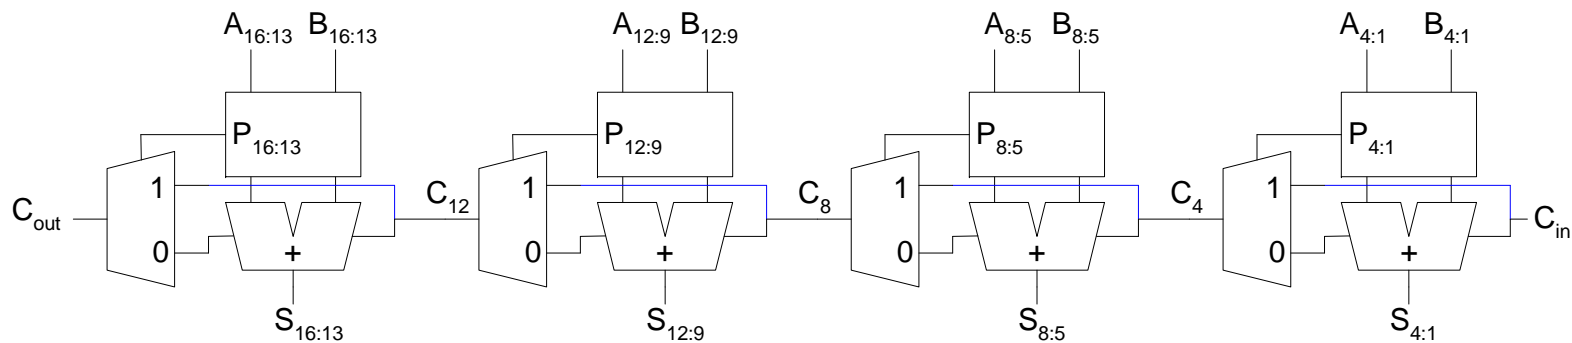 A16:13 B16:13 A12:9 B12:9 A8:5 B8:5 A4:1 B4:1
P16:13 P12:9 P8:5 P4:1
1 1 1 1
Cout C12 C8 C4 Cin
0 + 0 + 0 + 0 +
S16:13 S12:9 S8:5 S4:1